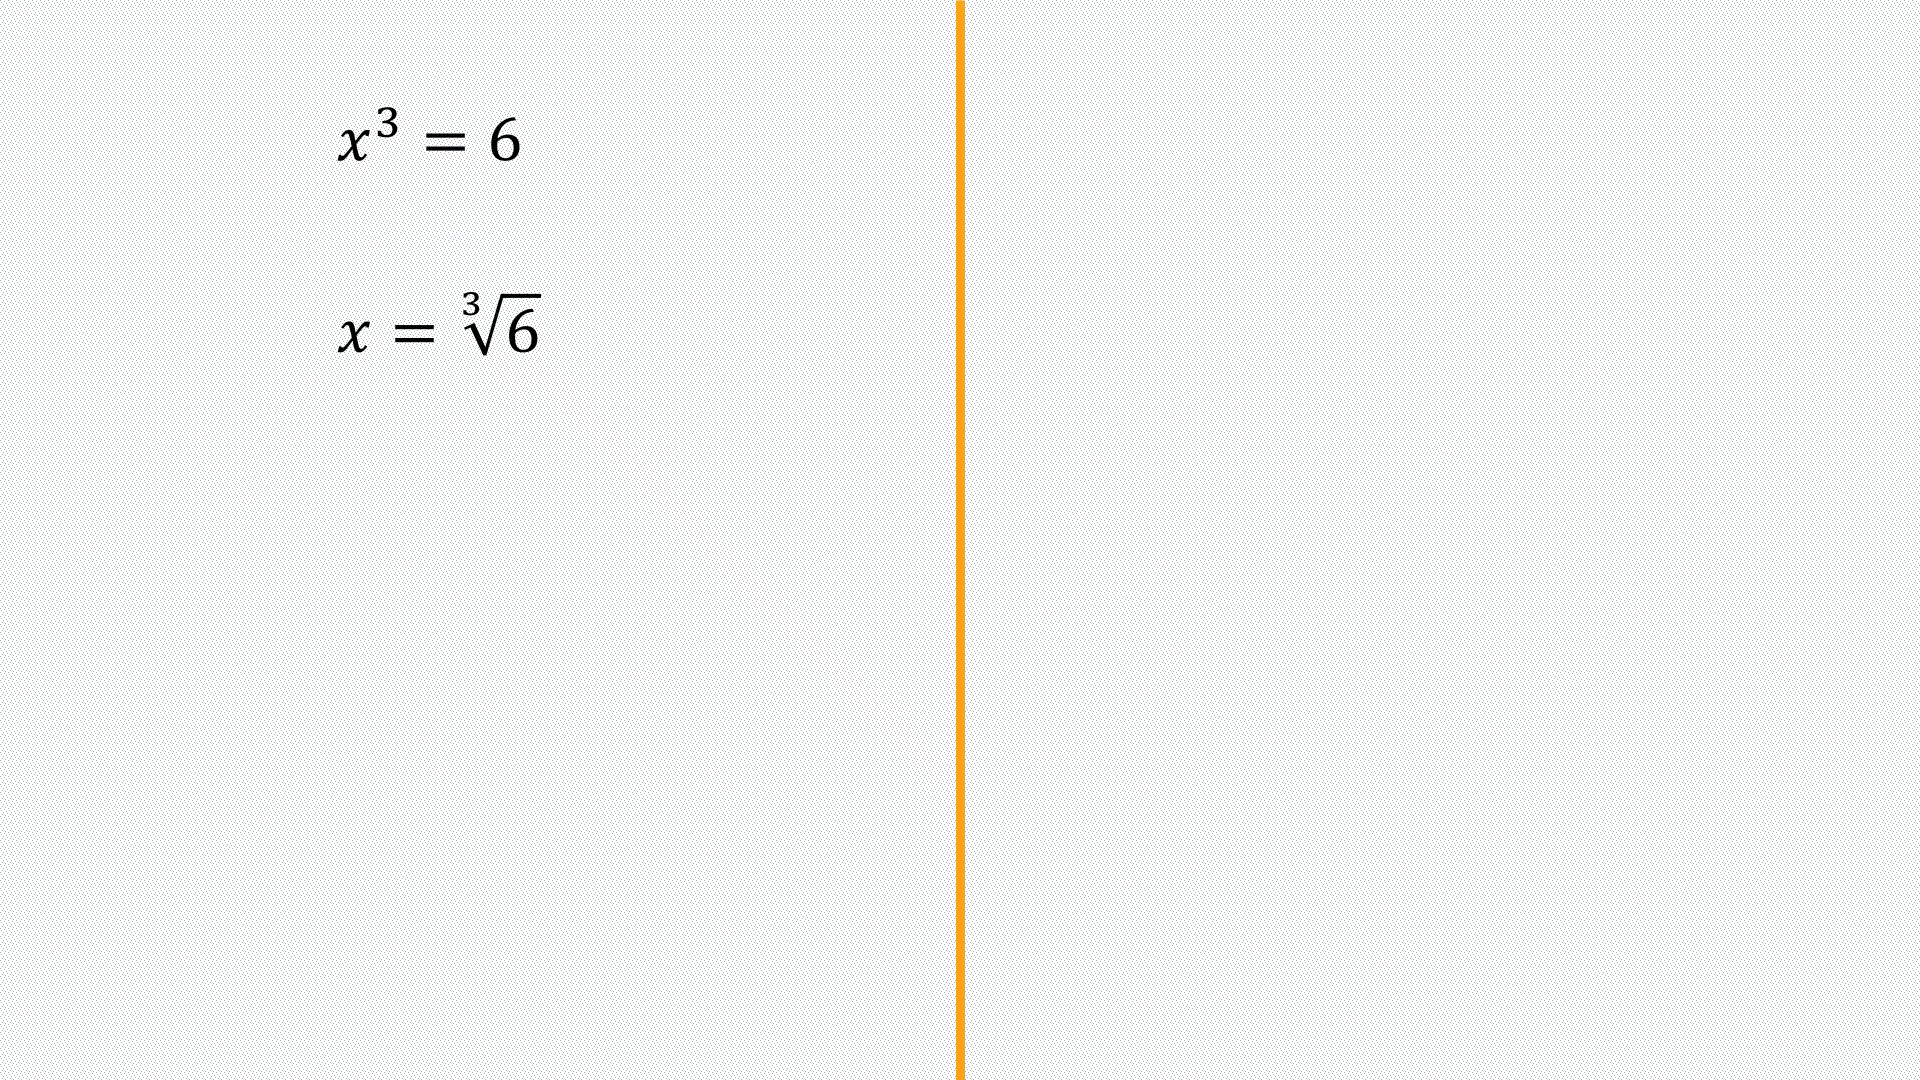 x³ = 6
x = ∛6